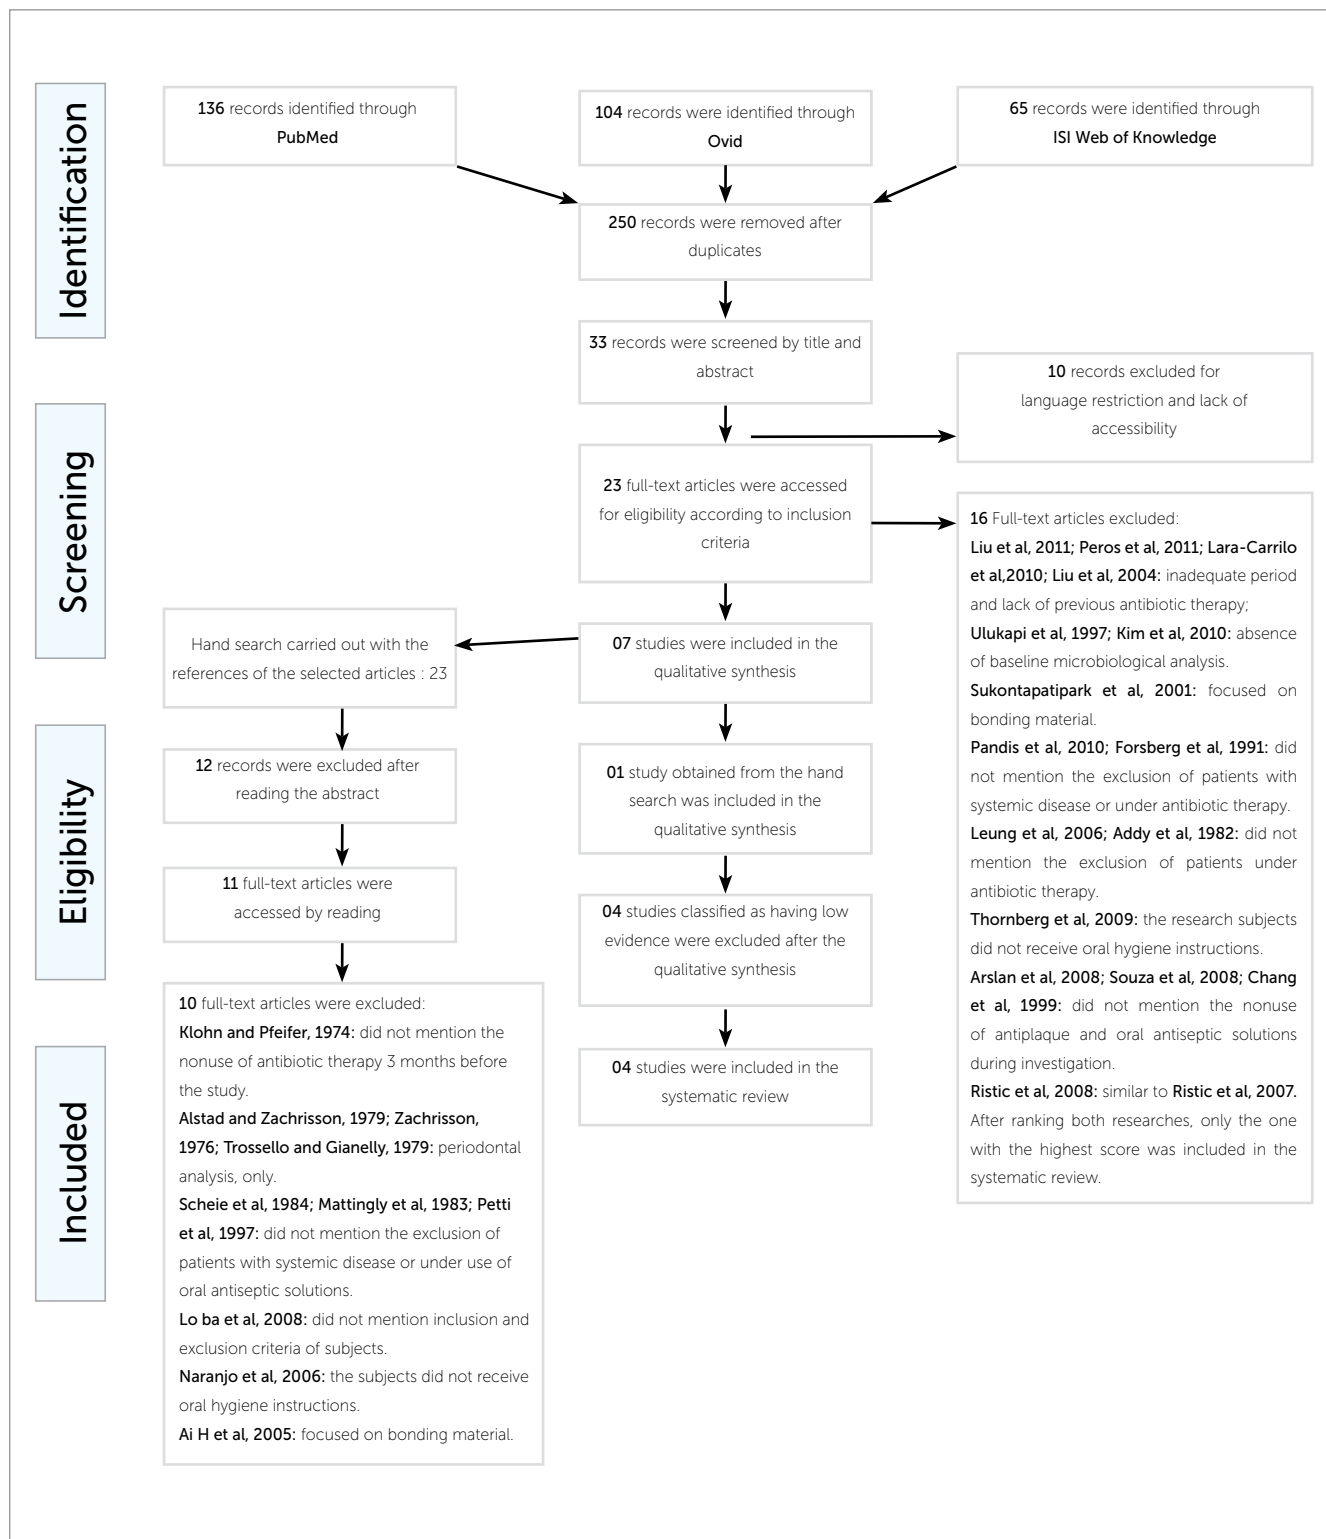 Identification
136 records identified through
PubMed
104 records were identified through
Ovid
65 records were identified through
ISI Web of Knowledge
250 records were removed after
duplicates
33 records were screened by title and
abstract
10 records excluded for
language restriction and lack of
accessibility
Screening
23 full-text articles were accessed
for eligibility according to inclusion
criteria
16 Full-text articles excluded:
Liu et al, 2011; Peros et al, 2011; Lara-Carrilo
et al,2010; Liu et al, 2004: inadequate period
and lack of previous antibiotic therapy;
Ulukapi et al, 1997; Kim et al, 2010: absence
of baseline microbiological analysis.
Sukontapatipark et al, 2001: focused on
bonding material.
Pandis et al, 2010; Forsberg et al, 1991: did
not mention the exclusion of patients with
systemic disease or under antibiotic therapy.
Leung et al, 2006; Addy et al, 1982: did not
mention the exclusion of patients under
antibiotic therapy.
Thornberg et al, 2009: the research subjects
did not receive oral hygiene instructions.
Arslan et al, 2008; Souza et al, 2008; Chang
et al, 1999: did not mention the nonuse
of antiplaque and oral antiseptic solutions
during investigation.
Ristic et al, 2008: similar to Ristic et al, 2007.
After ranking both researches, only the one
with the highest score was included in the
systematic review.
07 studies were included in the
qualitative synthesis
Hand search carried out with the
references of the selected articles : 23
Eligibility
12 records were excluded after
reading the abstract
01 study obtained from the hand
search was included in the
qualitative synthesis
11 full-text articles were
accessed by reading
04 studies classified as having low
evidence were excluded after the
qualitative synthesis
Included
10 full-text articles were excluded:
Klohn and Pfeifer, 1974: did not mention the
nonuse of antibiotic therapy 3 months before
the study.
Alstad and Zachrisson, 1979; Zachrisson,
1976; Trossello and Gianelly, 1979: periodontal
analysis, only.
Scheie et al, 1984; Mattingly et al, 1983; Petti
et al, 1997: did not mention the exclusion of
patients with systemic disease or under use of
oral antiseptic solutions.
Lo ba et al, 2008: did not mention inclusion and
exclusion criteria of subjects.
Naranjo et al, 2006: the subjects did not receive
oral hygiene instructions.
Ai H et al, 2005: focused on bonding material.
04 studies were included in the
systematic review